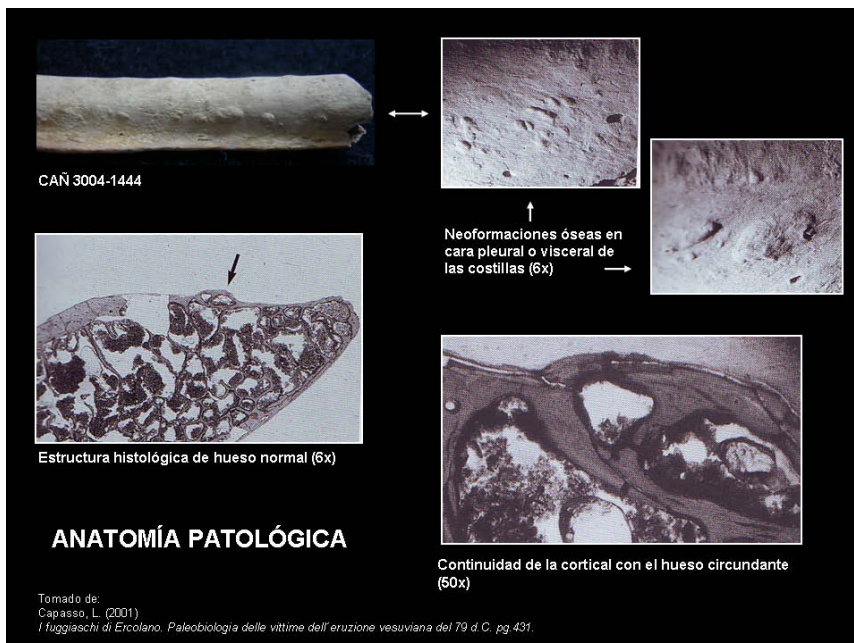 CAÑ 3004-1444
Neoformaciones óseas en
cara pleural o visceral de
las costillas (6x)
Estructura histológica de hueso normal (6x)
ANATOMÍA PATOLÓGICA
Continuidad de la cortical con el hueso circundante
(50x)
Tomado de:
Capasso, L. (2001)
I fuggiaschi di Ercolano. Paleobiologia delle vittime dell´eruzione vesuviana del 79 d.C. pg.431.